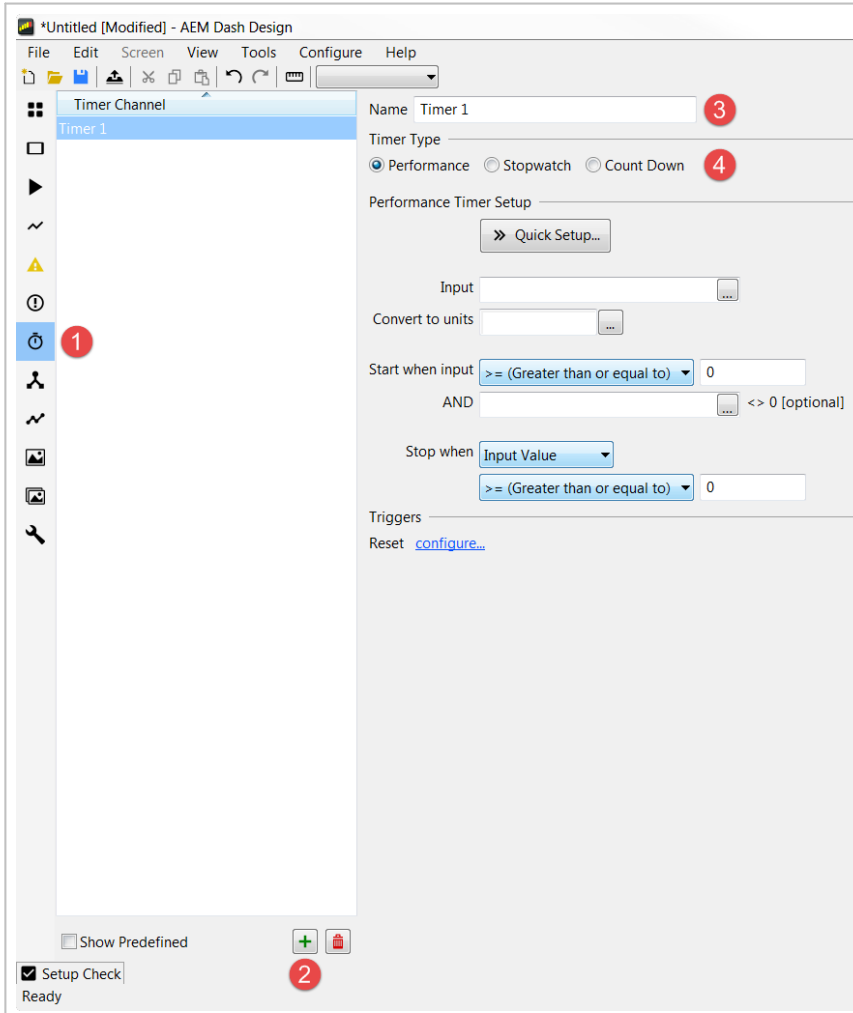 *Untitled [Modified] - AEM Dash Design
File Edit Screen View Tools Configure Help
Timer Channel
Timer 1
Name Timer 1 3
Timer Type
Performance Stopwatch Count Down 4
Performance Timer Setup
» Quick Setup...
Input ...
Convert to units ...
1
Start when input >= (Greater than or equal to) 0
AND ... <> 0 [optional]
Stop when Input Value
>= (Greater than or equal to) 0
Triggers
Reset configure...
Show Predefined
2
Setup Check
Ready